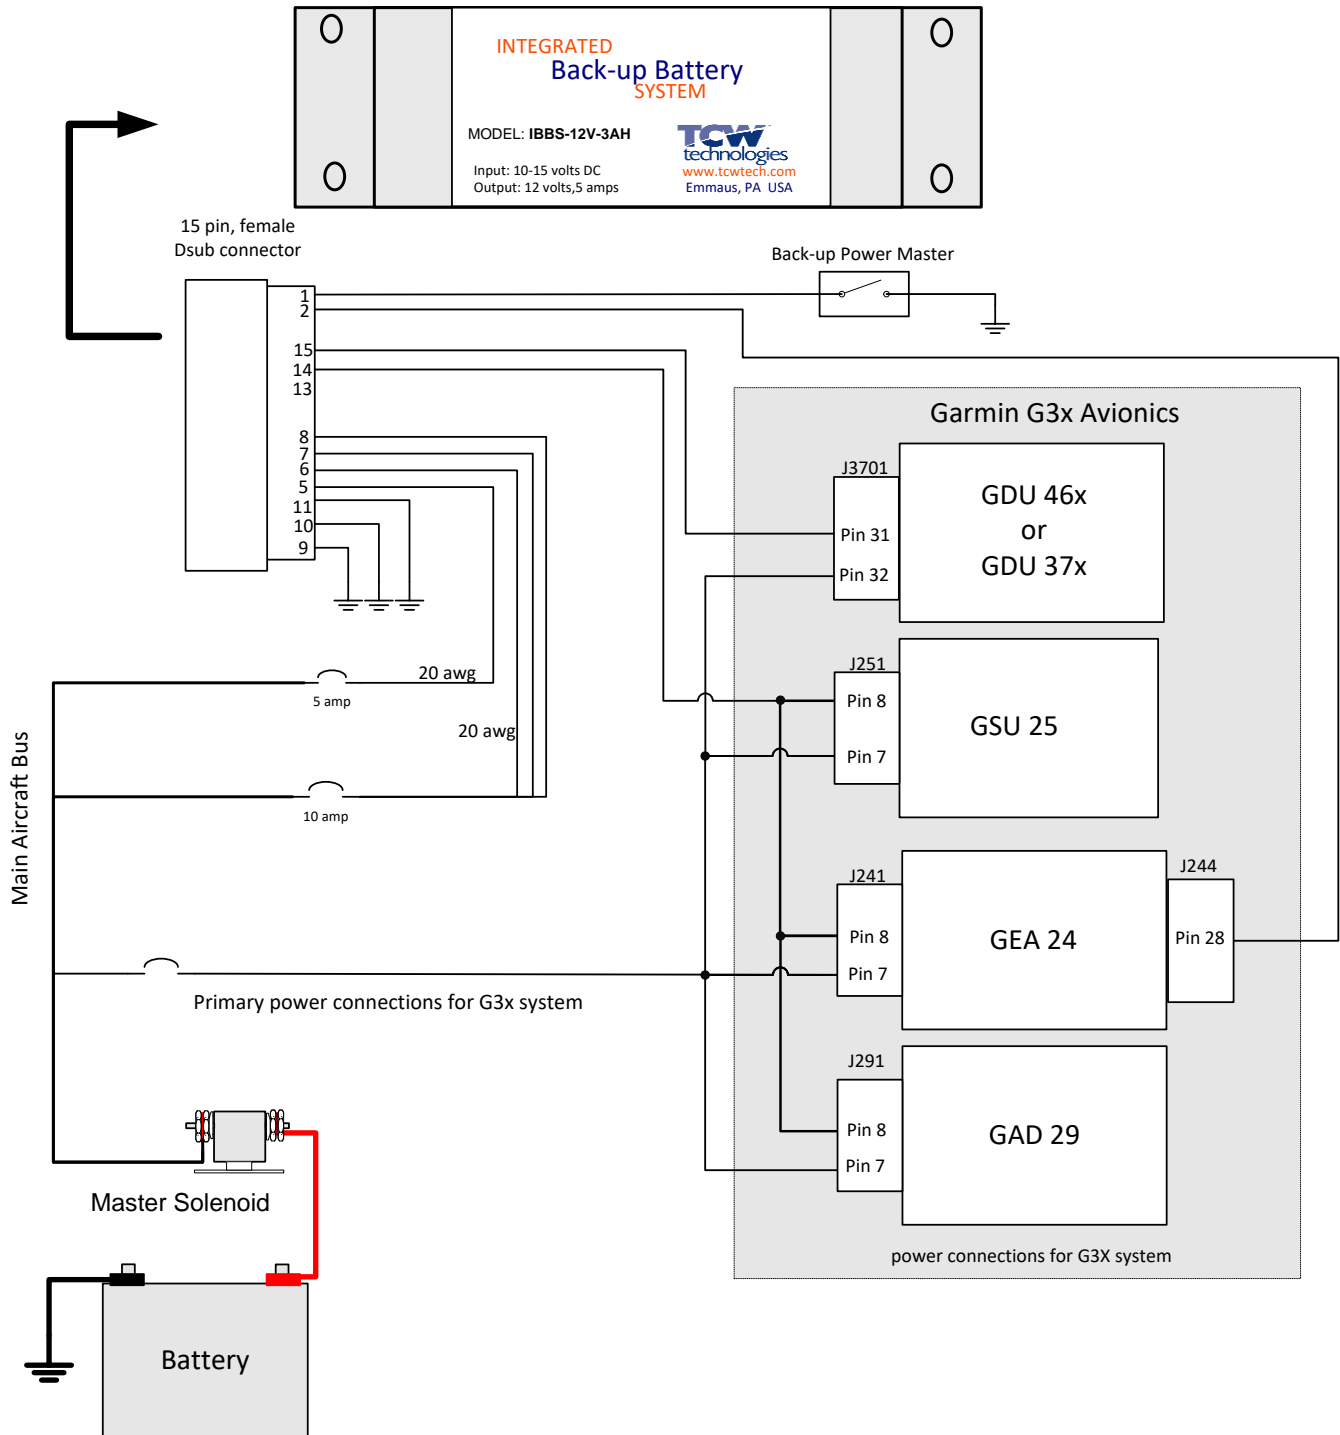 INTEGRATED
Back-up Battery
SYSTEM
MODEL: IBBS-12V-3AH
Input: 10-15 volts DC
Output: 12 volts,5 amps
TCW
technologies
www.tcwtech.com
Emmaus, PA USA
15 pin, female
Dsub connector
Back-up Power Master
1
2
15
14
13
8
7
6
5
11
10
9
Garmin G3x Avionics
J3701
Pin 31
Pin 32
GDU 46x
or
GDU 37x
J251
Pin 8
Pin 7
GSU 25
20 awg
5 amp
20 awg
10 amp
Main Aircraft Bus
J241
Pin 8
Pin 7
GEA 24
J244
Pin 28
Primary power connections for G3x system
J291
Pin 8
Pin 7
GAD 29
power connections for G3X system
Master Solenoid
Battery